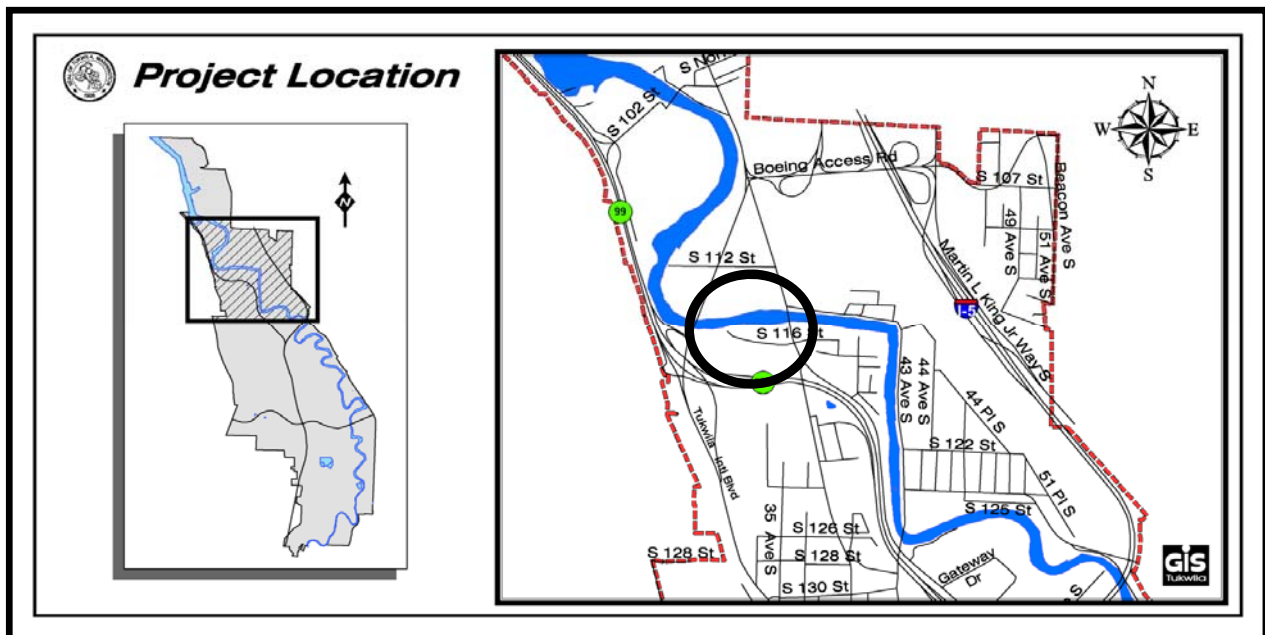 Project Location
N
S Norf
S 102 St
N
W E
S
Boeing Access Rd
S 107 St
Beacon Ave S
99
49 Ave S
51 Ave S
S 112 St
Martin L King Jr Way S
I-5
S 116 St
43 Ave S
44 Ave S
44 Pl S
Tukwila Intl Blvd
S 122 St
51 Pl S
35 Ave S
S 125 St
S 126 St
S 128 St
S 128 St
Gateway Dr
S 130 St
S
GIS
Tukwila